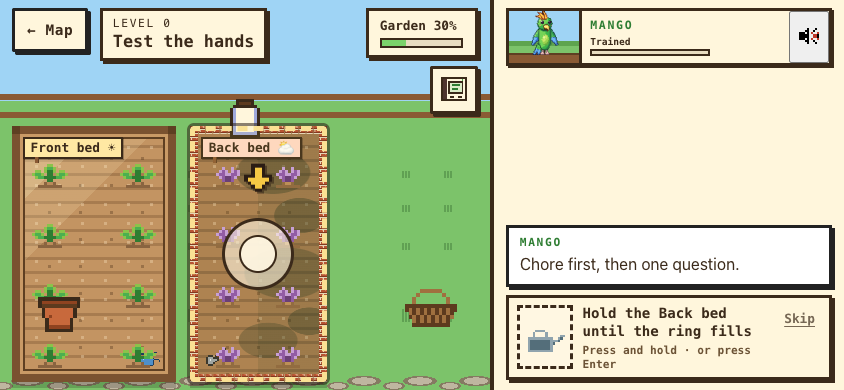 ← Map
LEVEL 0
Test the hands
Garden 30%
Front bed ☀
Back bed ⛅
MANGO
Trained
MANGO
Chore first, then one question.
Hold the Back bed
until the ring fills
Skip
Press and hold · or press
Enter